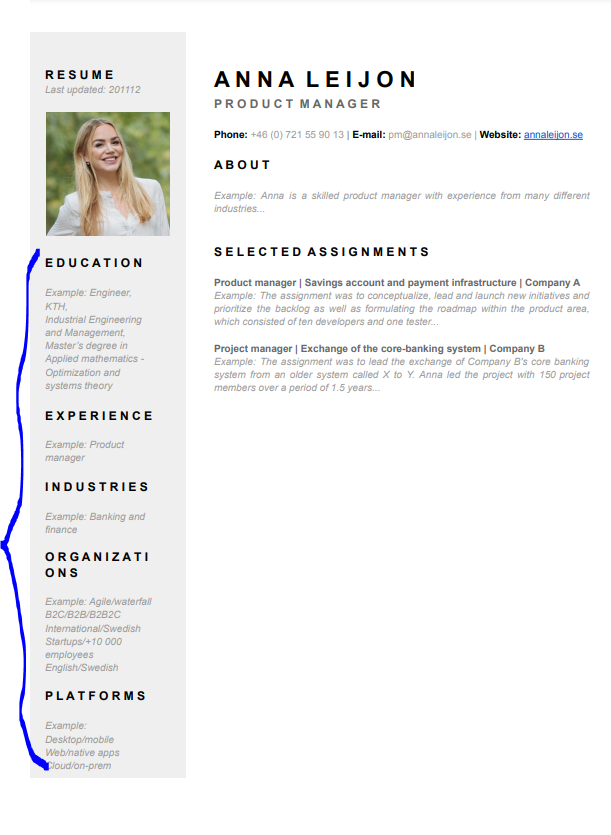 RESUME
Last updated: 201112
EDUCATION
Example: Engineer,
KTH,
Industrial Engineering
and Management,
Master's degree in
Applied mathematics -
Optimization and
systems theory
EXPERIENCE
Example: Product
manager
INDUSTRIES
Example: Banking and
finance
ORGANIZATI
ONS
Example: Agile/waterfall
B2C/B2B/B2B2C
International/Swedish
Startups/+10 000
employees
English/Swedish
PLATFORMS
Example:
Desktop/mobile
Web/native apps
Cloud/on-prem
ANNA LEIJON
PRODUCT MANAGER
Phone: +46 (0) 721 55 90 13 | E-mail: pm@annaleijon.se | Website: annaleijon.se
ABOUT
Example: Anna is a skilled product manager with experience from many different
industries...
SELECTED ASSIGNMENTS
Product manager | Savings account and payment infrastructure | Company A
Example: The assignment was to conceptualize, lead and launch new initiatives and
prioritize the backlog as well as formulating the roadmap within the product area,
which consisted of ten developers and one tester...
Project manager | Exchange of the core-banking system | Company B
Example: The assignment was to lead the exchange of Company B's core banking
system from an older system called X to Y. Anna led the project with 150 project
members over a period of 1.5 years...